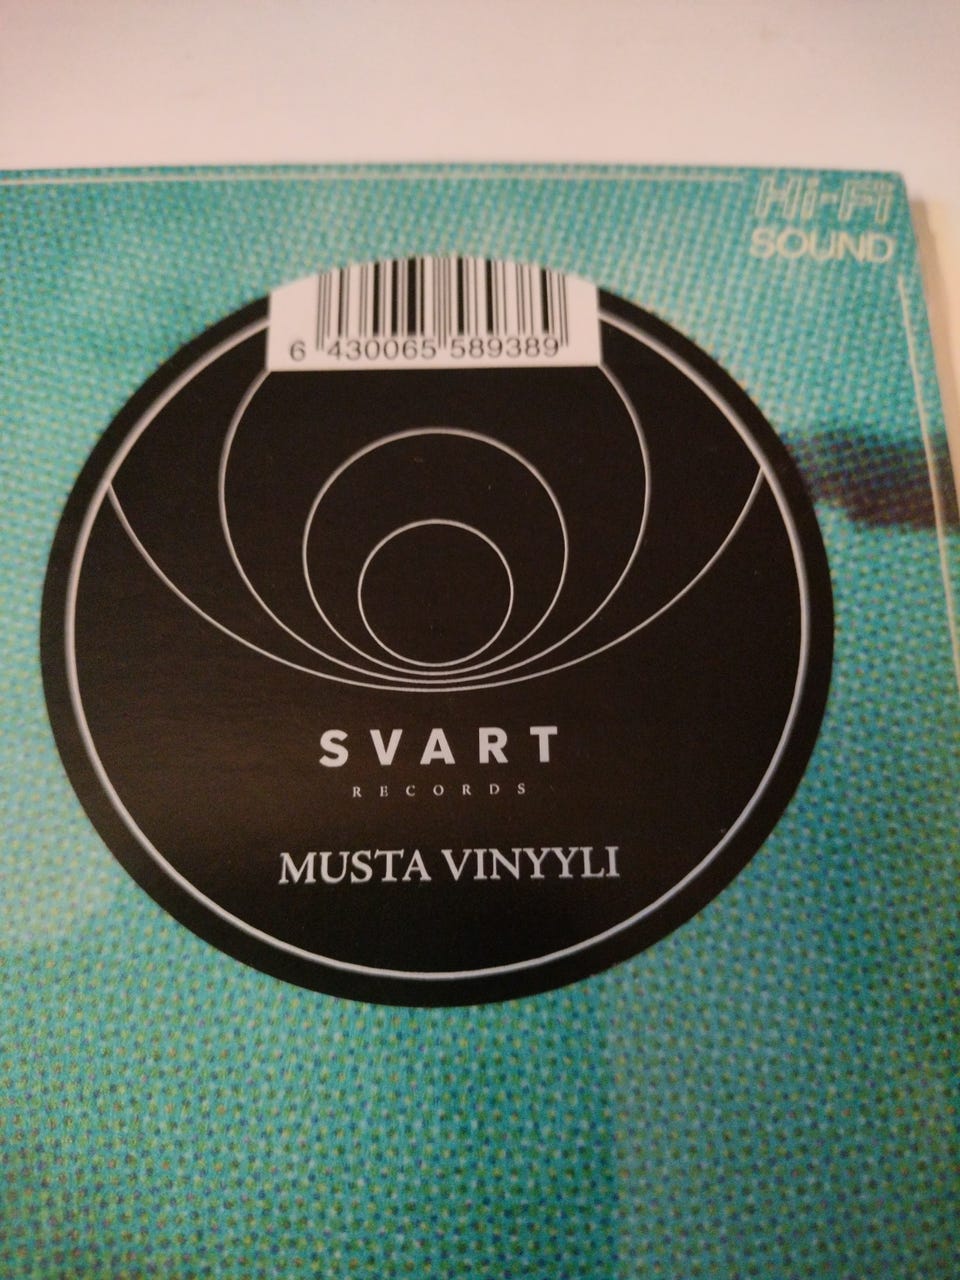 Hi-Fi
SOUND
6 430065 589389
SVART
RECORDS
MUSTA VINYYLI